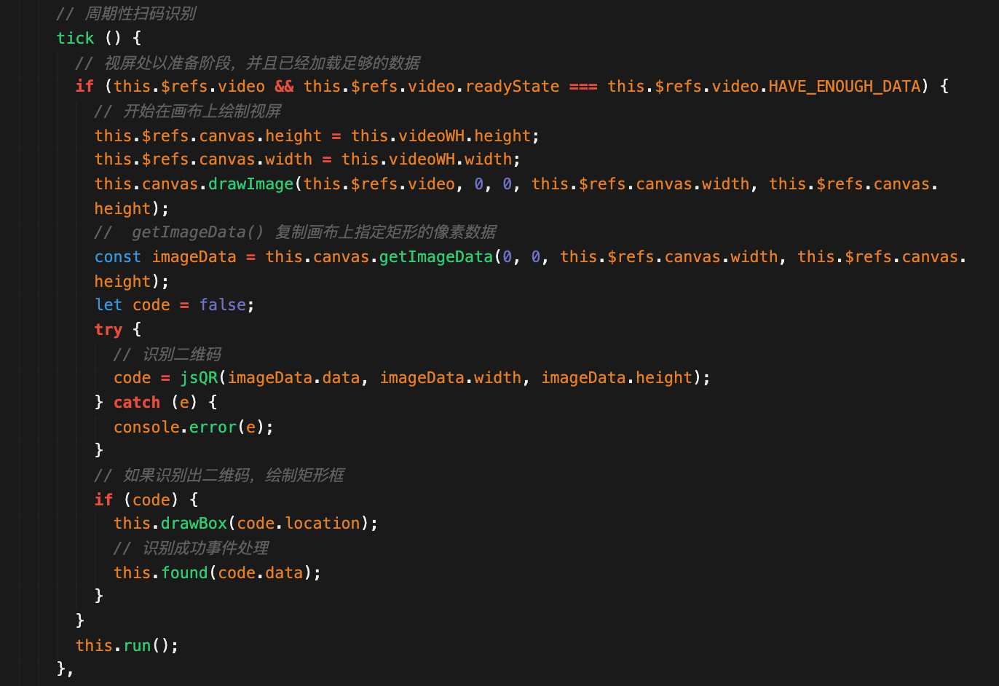 // 周期性扫码识别
tick () {
// 视屏处以准备阶段，并且已经加载足够的数据
if (this.$refs.video && this.$refs.video.readyState === this.$refs.video.HAVE_ENOUGH_DATA) {
// 开始在画布上绘制视屏
this.$refs.canvas.height = this.videoWH.height;
this.$refs.canvas.width = this.videoWH.width;
this.canvas.drawImage(this.$refs.video, 0, 0, this.$refs.canvas.width, this.$refs.canvas.
height);
//  getImageData() 复制画布上指定矩形的像素数据
const imageData = this.canvas.getImageData(0, 0, this.$refs.canvas.width, this.$refs.canvas.
height);
let code = false;
try {
// 识别二维码
code = jsQR(imageData.data, imageData.width, imageData.height);
} catch (e) {
console.error(e);
}
// 如果识别出二维码，绘制矩形框
if (code) {
this.drawBox(code.location);
// 识别成功事件处理
this.found(code.data);
}
}
this.run();
},